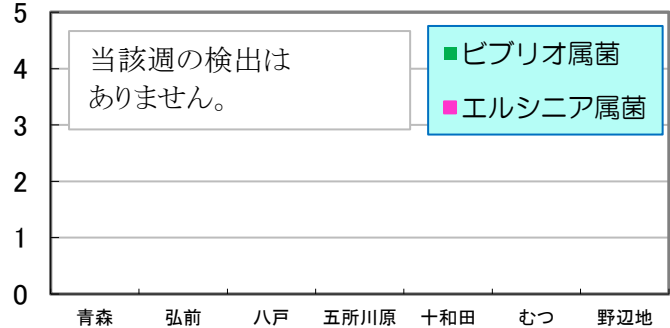 5
4
3
2
1
0
当該週の検出は
ありません。
■ビブリオ属菌
■エルシニア属菌
青森 弘前 八戸 五所川原 十和田 むつ 野辺地